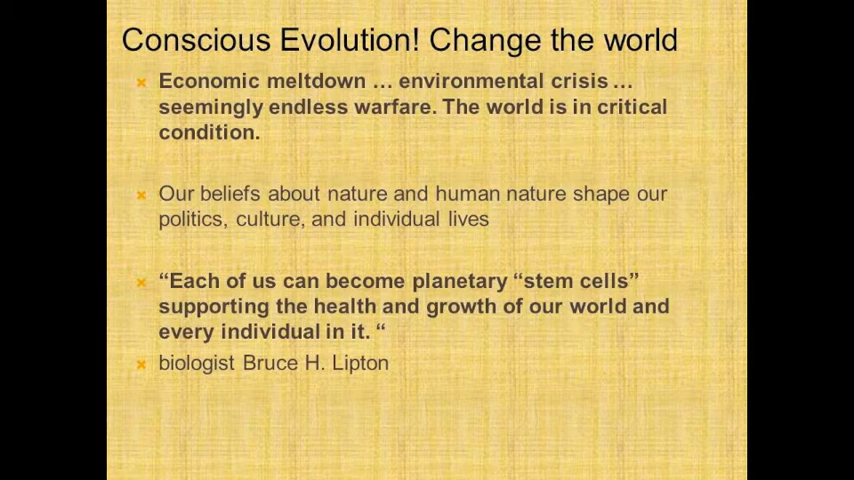 Conscious Evolution! Change the world
Economic meltdown … environmental crisis …
seemingly endless warfare. The world is in critical
condition.
Our beliefs about nature and human nature shape our
politics, culture, and individual lives
“Each of us can become planetary “stem cells”
supporting the health and growth of our world and
every individual in it. “
biologist Bruce H. Lipton